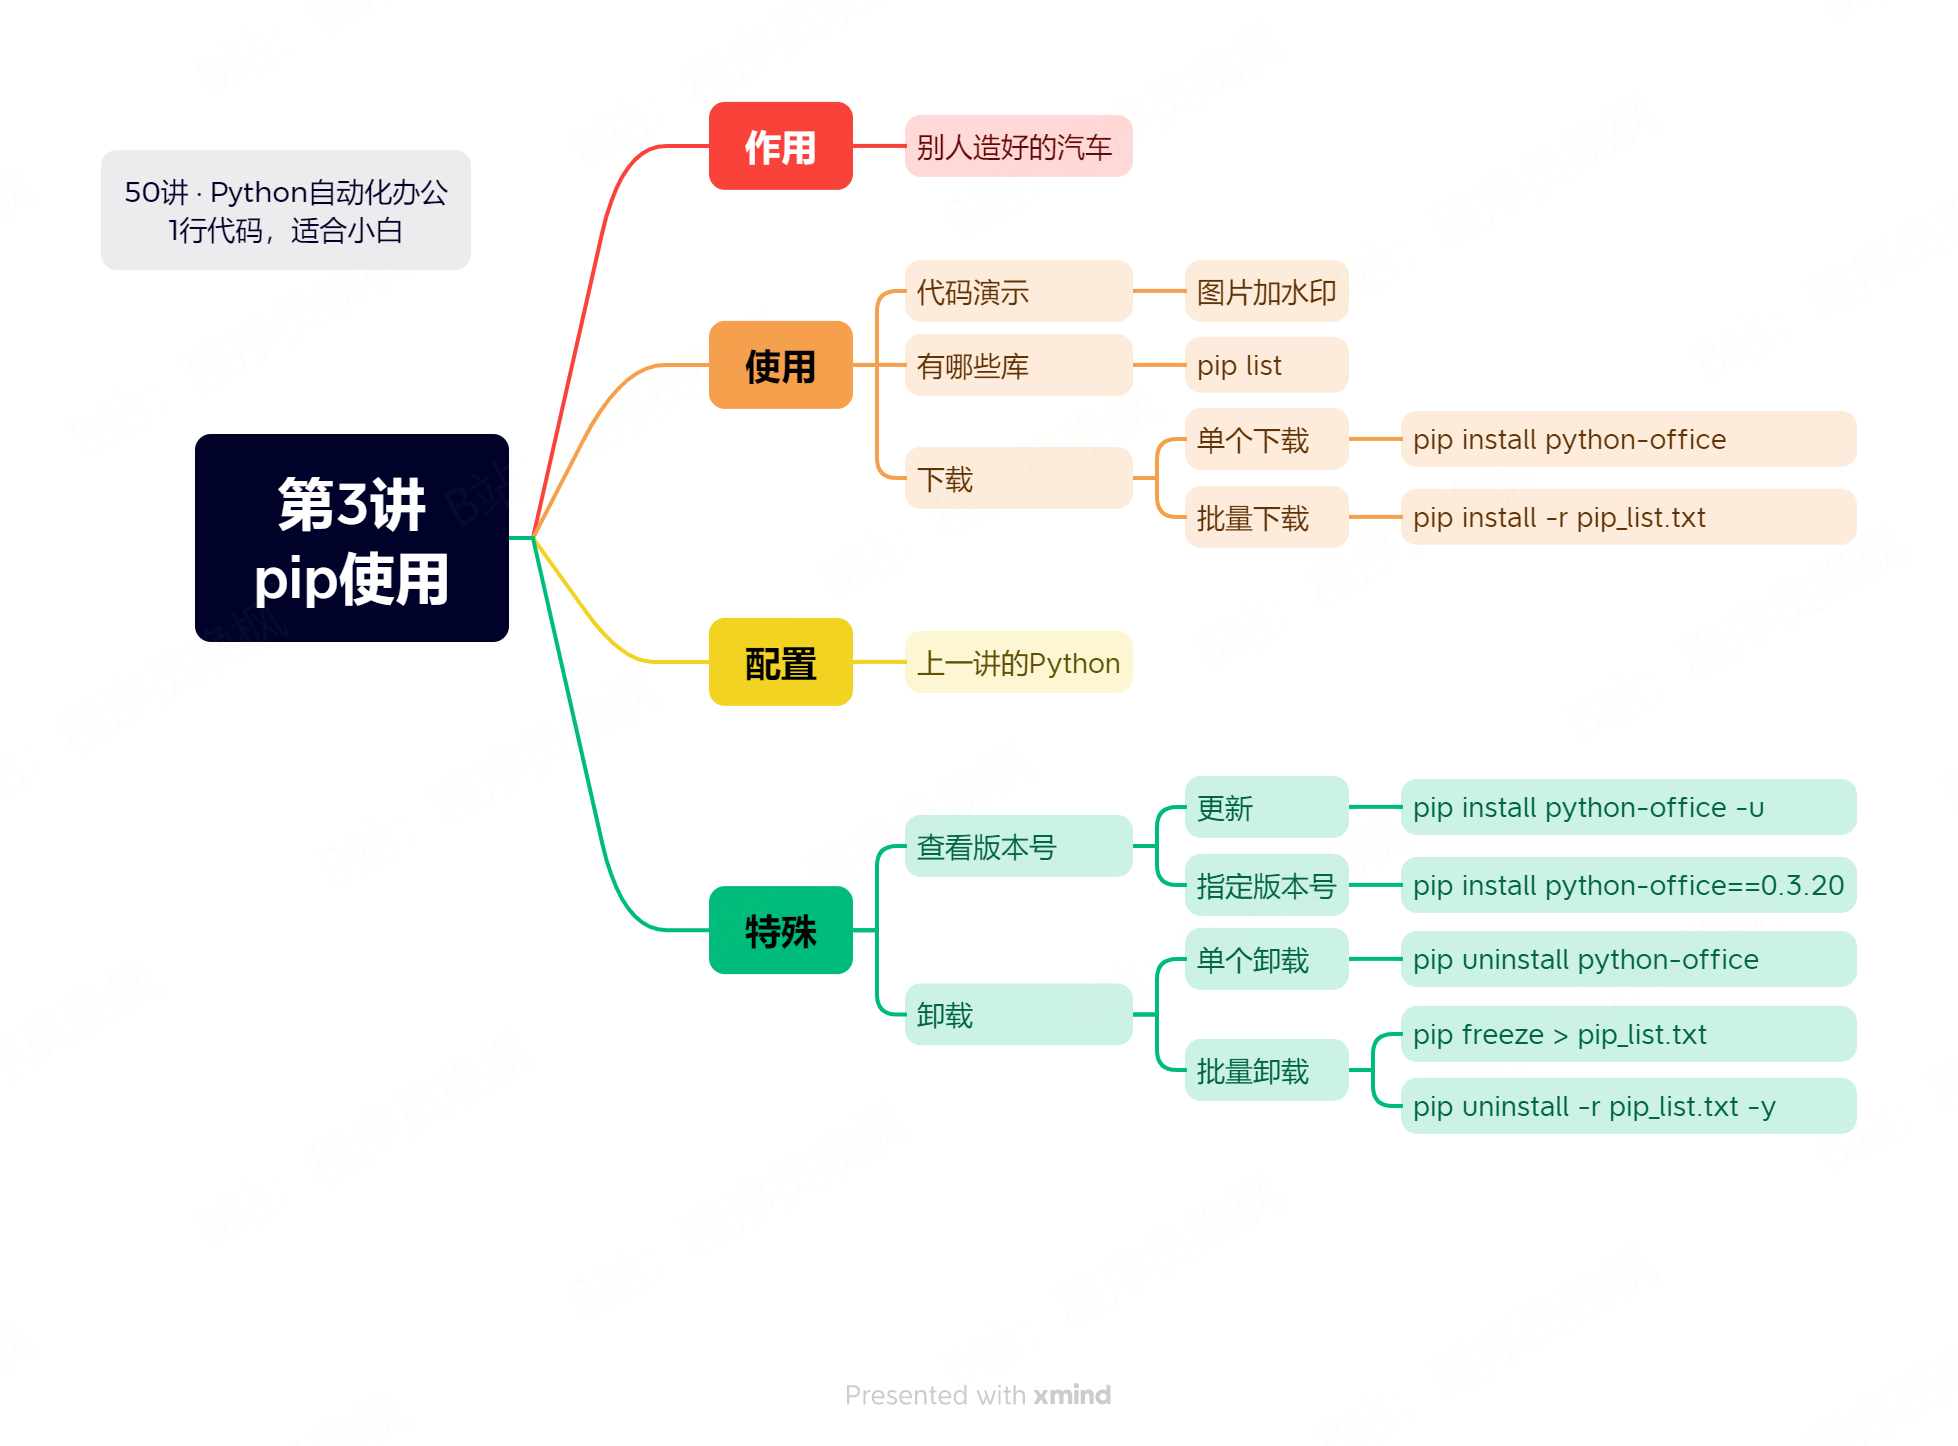 50讲 · Python自动化办公
1行代码，适合小白
第3讲
pip使用
作用
别人造好的汽车
使用
代码演示
图片加水印
有哪些库
pip list
下载
单个下载
pip install python-office
批量下载
pip install -r pip_list.txt
配置
上一讲的Python
特殊
查看版本号
更新
pip install python-office -u
指定版本号
pip install python-office==0.3.20
卸载
单个卸载
pip uninstall python-office
批量卸载
pip freeze > pip_list.txt
pip uninstall -r pip_list.txt -y
Presented with xmind
B站：程序员晚枫